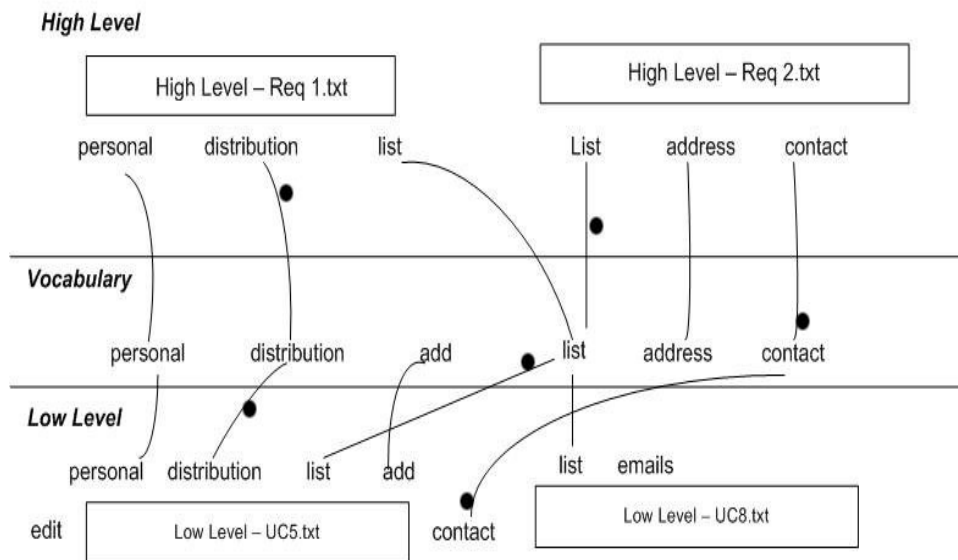 High Level
High Level – Req 1.txt
High Level – Req 2.txt
personal distribution list List address contact
Vocabulary
personal distribution add list address contact
Low Level
personal distribution list add list emails
edit Low Level – UC5.txt contact Low Level – UC8.txt